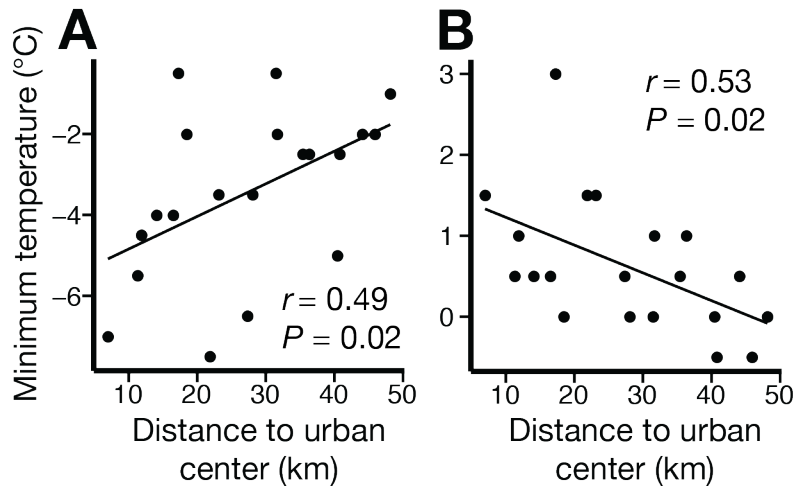 A
B
Minimum temperature (°C)
−2
−4
−6
r = 0.49
P = 0.02
10 20 30 40 50
Distance to urban
center (km)
3
2
1
0
r = 0.53
P = 0.02
10 20 30 40 50
Distance to urban
center (km)